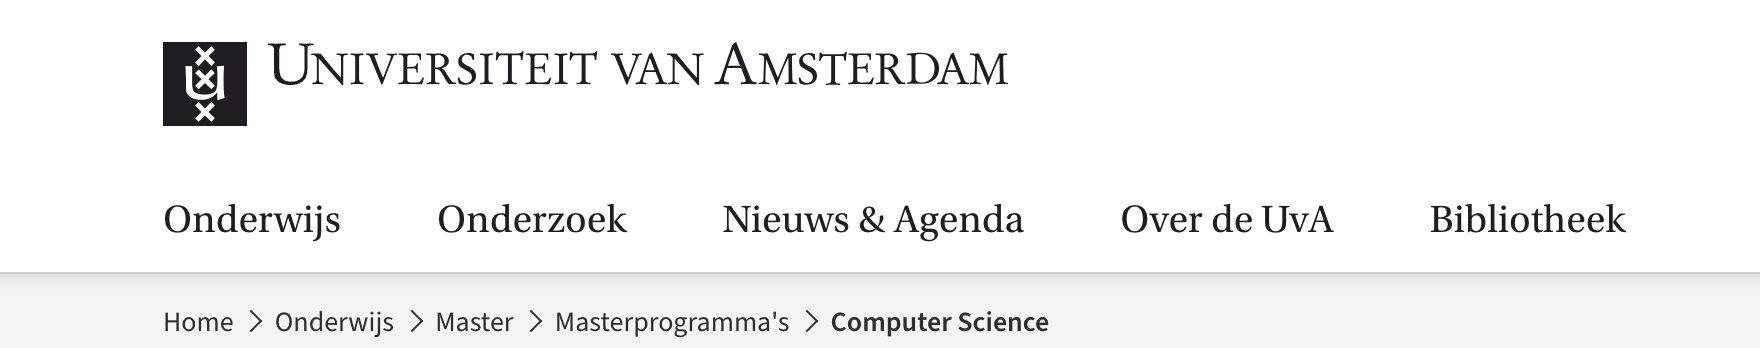 UNIVERSITEIT VAN AMSTERDAM
Onderwijs Onderzoek Nieuws & Agenda Over de UvA Bibliotheek
Home > Onderwijs > Master > Masterprogramma's > Computer Science